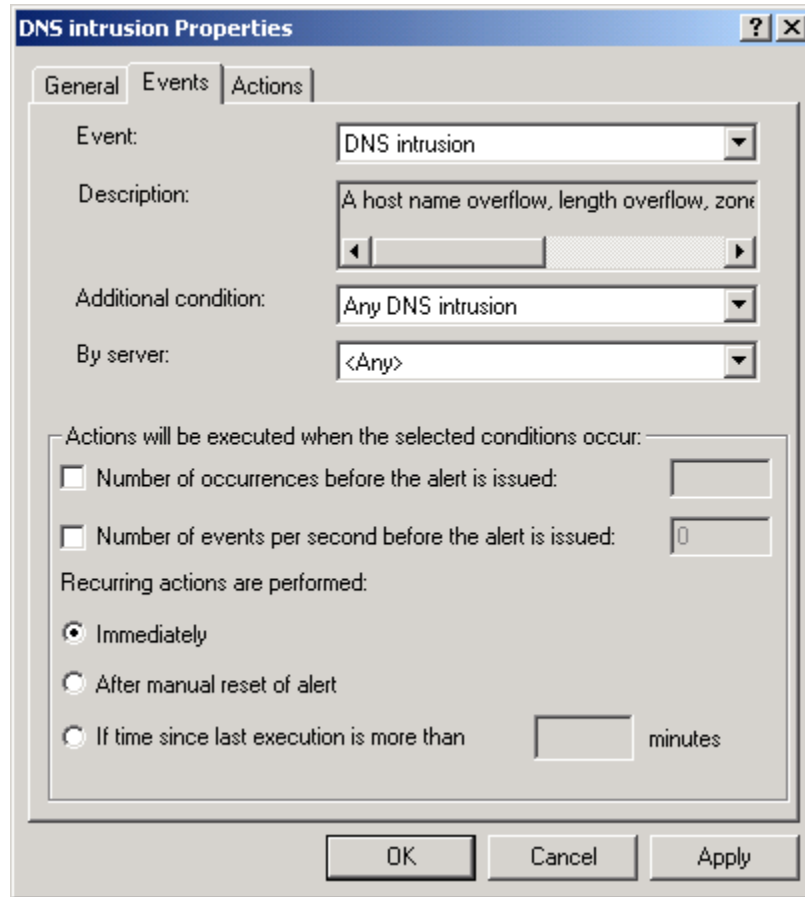 DNS intrusion Properties
General Events Actions
Event: DNS intrusion
Description: A host name overflow, length overflow, zone
Additional condition: Any DNS intrusion
By server: <Any>
Actions will be executed when the selected conditions occur:
Number of occurrences before the alert is issued:
Number of events per second before the alert is issued: 0
Recurring actions are performed:
Immediately
After manual reset of alert
If time since last execution is more than minutes
OK Cancel Apply